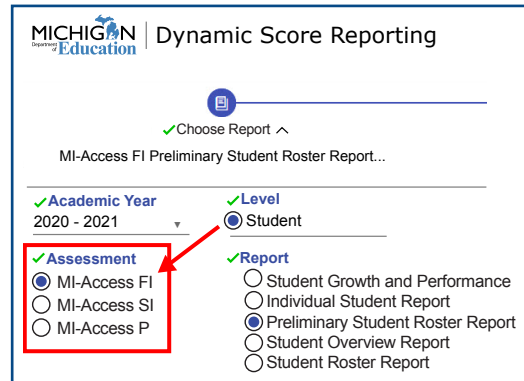 MICHIGAN
Department of Education
Dynamic Score Reporting
Choose Report
MI-Access FI Preliminary Student Roster Report...
Academic Year
2020 - 2021
Level
Student
Assessment
MI-Access FI
MI-Access SI
MI-Access P
Report
Student Growth and Performance
Individual Student Report
Preliminary Student Roster Report
Student Overview Report
Student Roster Report